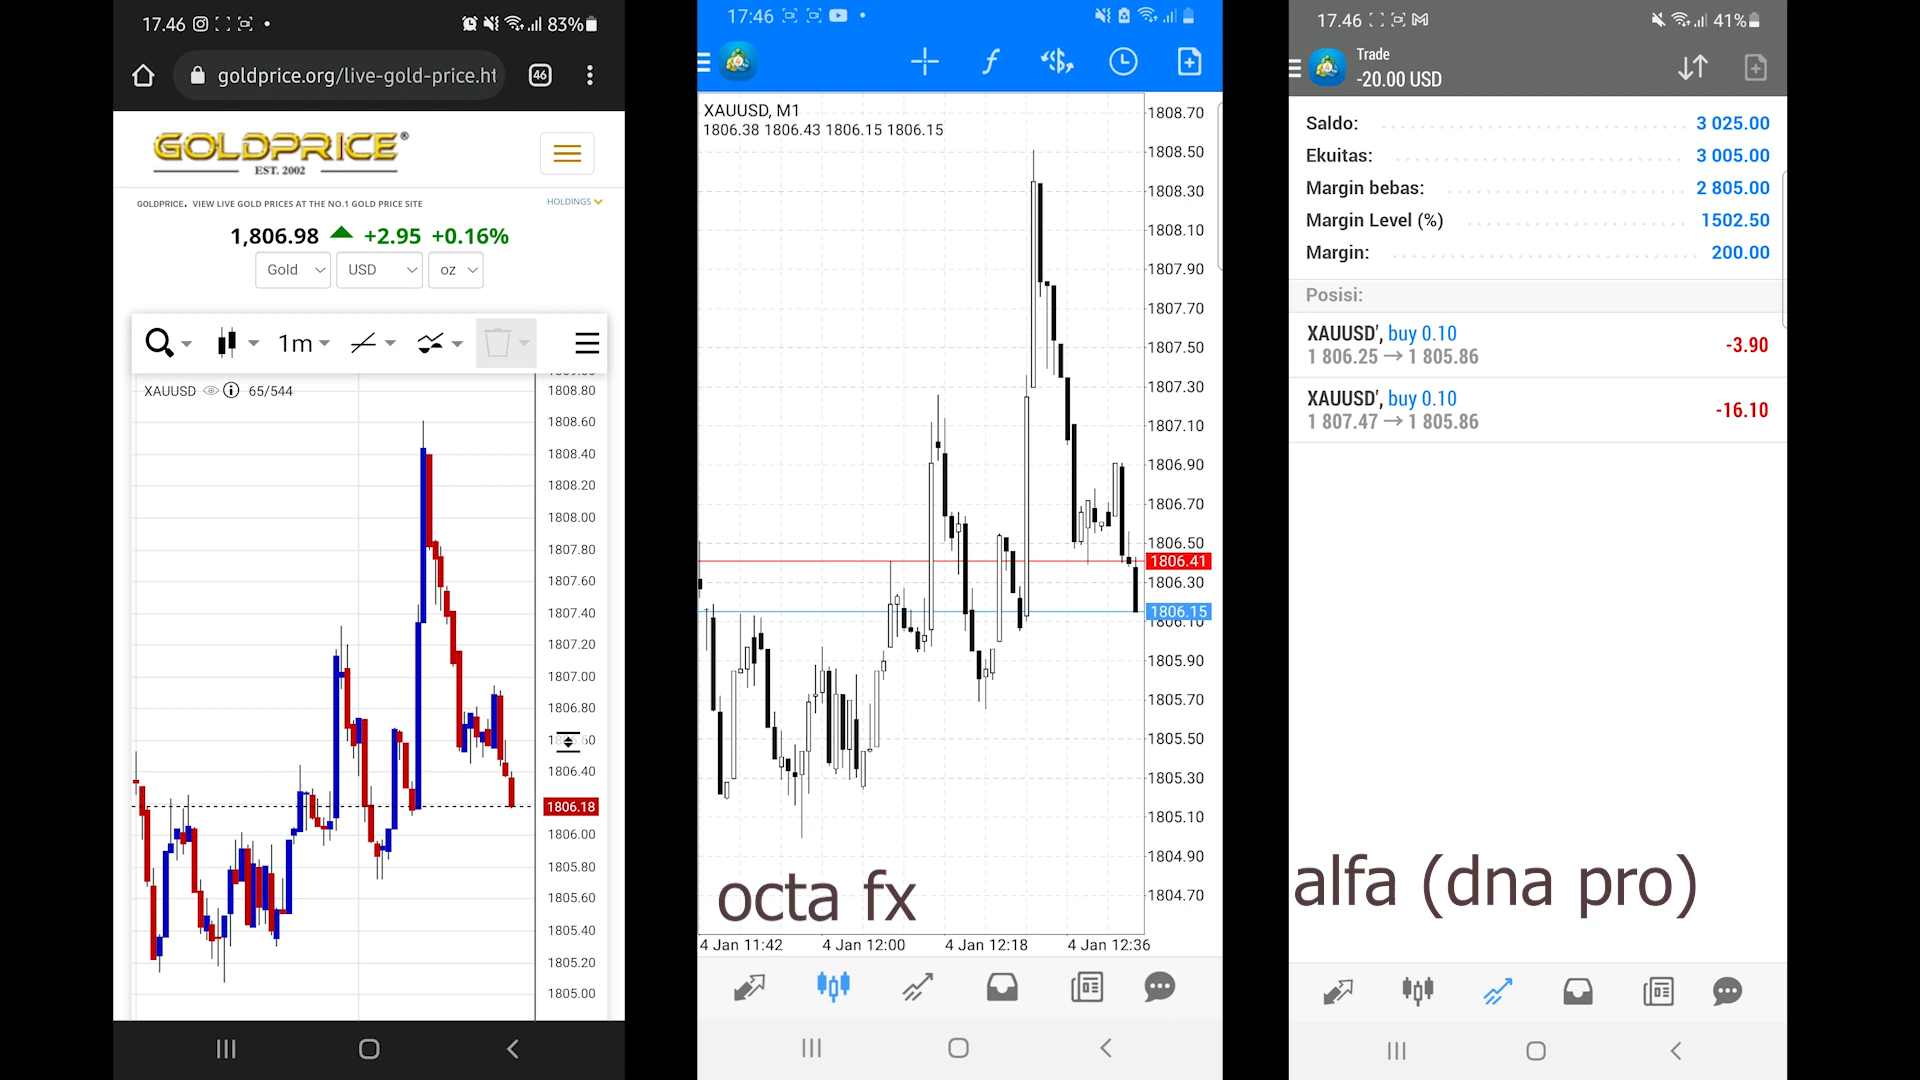 17.46
83%
goldprice.org/live-gold-price.ht
46
GOLDPRICE®
EST. 2002
GOLDPRICE. VIEW LIVE GOLD PRICES AT THE NO.1 GOLD PRICE SITE
HOLDINGS
1,806.98 +2.95 +0.16%
Gold USD oz
1m
XAUUSD 65/544
1808.80
1808.60
1808.40
1808.20
1808.00
1807.80
1807.60
1807.40
1807.20
1807.00
1806.80
1806.40
1806.18
1806.00
1805.80
1805.60
1805.40
1805.20
1805.00
17:46
XAUUSD, M1
1806.38 1806.43 1806.15 1806.15
1808.70
1808.50
1808.30
1808.10
1807.90
1807.70
1807.50
1807.30
1807.10
1806.90
1806.70
1806.50
1806.41
1806.30
1806.15
1806.10
1805.90
1805.70
1805.50
1805.30
1805.10
1804.90
1804.70
octa fx
4 Jan 11:42 4 Jan 12:00 4 Jan 12:18 4 Jan 12:36
17.46
41%
Trade
-20.00 USD
Saldo: 3 025.00
Ekuitas: 3 005.00
Margin bebas: 2 805.00
Margin Level (%) 1502.50
Margin: 200.00
Posisi:
XAUUSD', buy 0.10
1 806.25 → 1 805.86
-3.90
XAUUSD', buy 0.10
1 807.47 → 1 805.86
-16.10
alfa (dna pro)